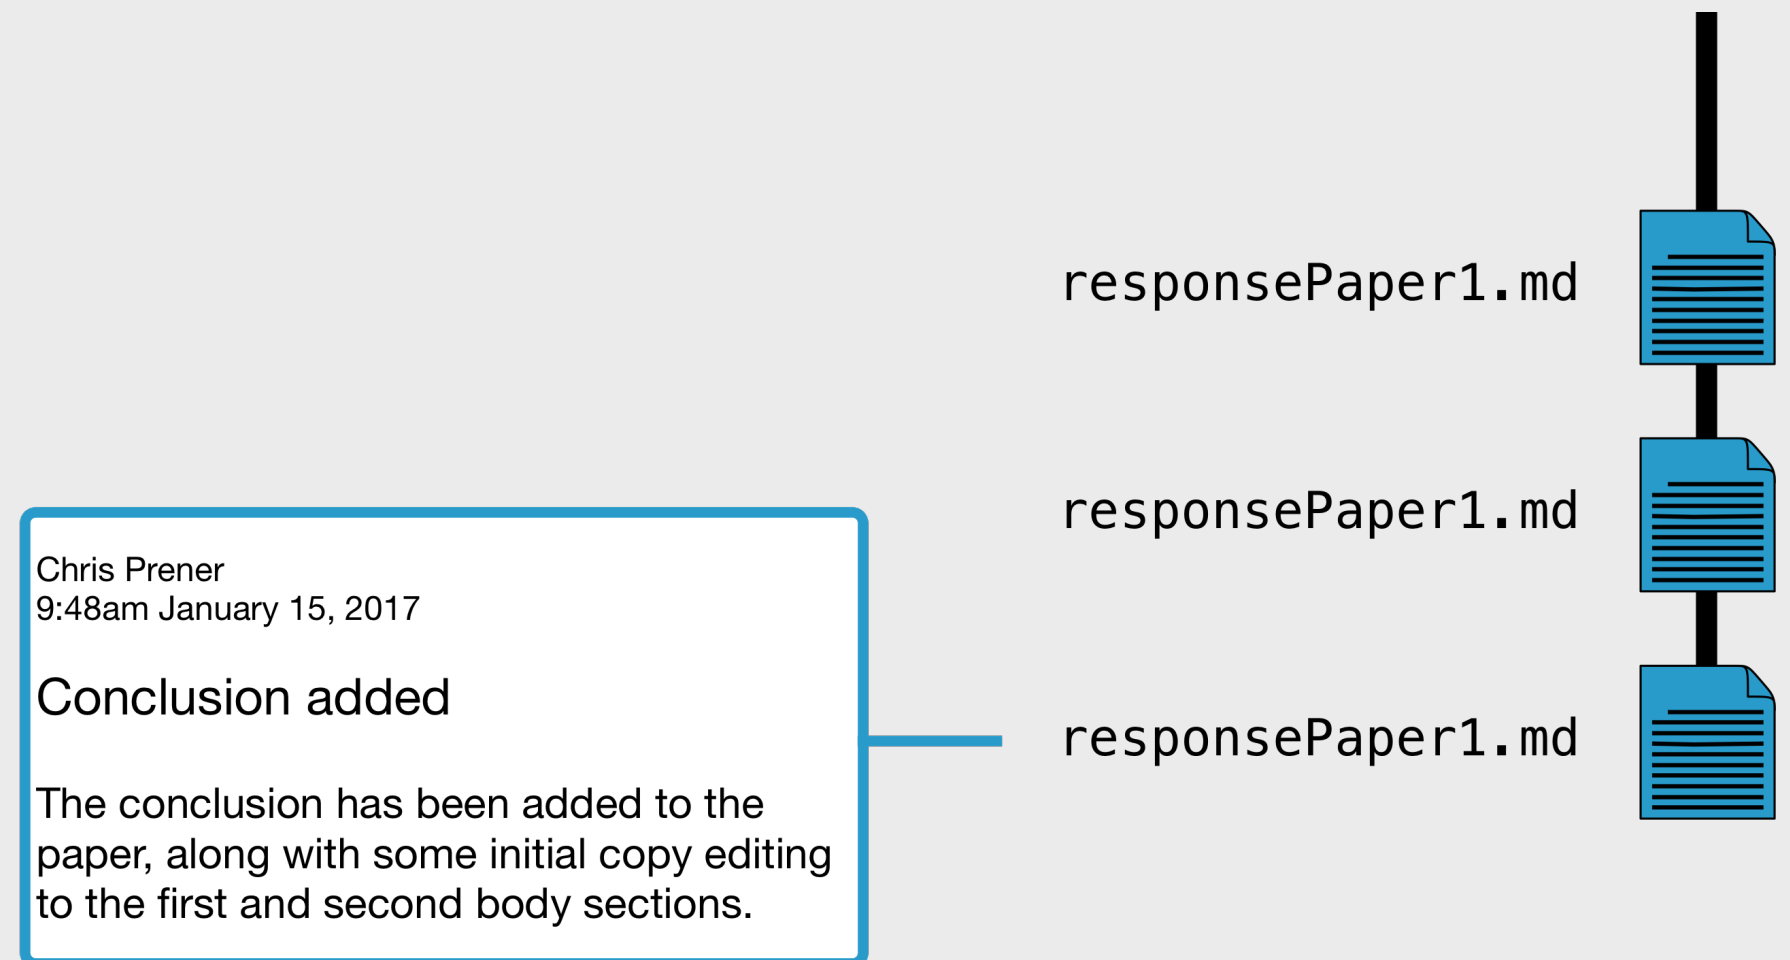 responsePaper1.md
responsePaper1.md
Chris Prener
9:48am January 15, 2017
Conclusion added
responsePaper1.md
The conclusion has been added to the
paper, along with some initial copy editing
to the first and second body sections.